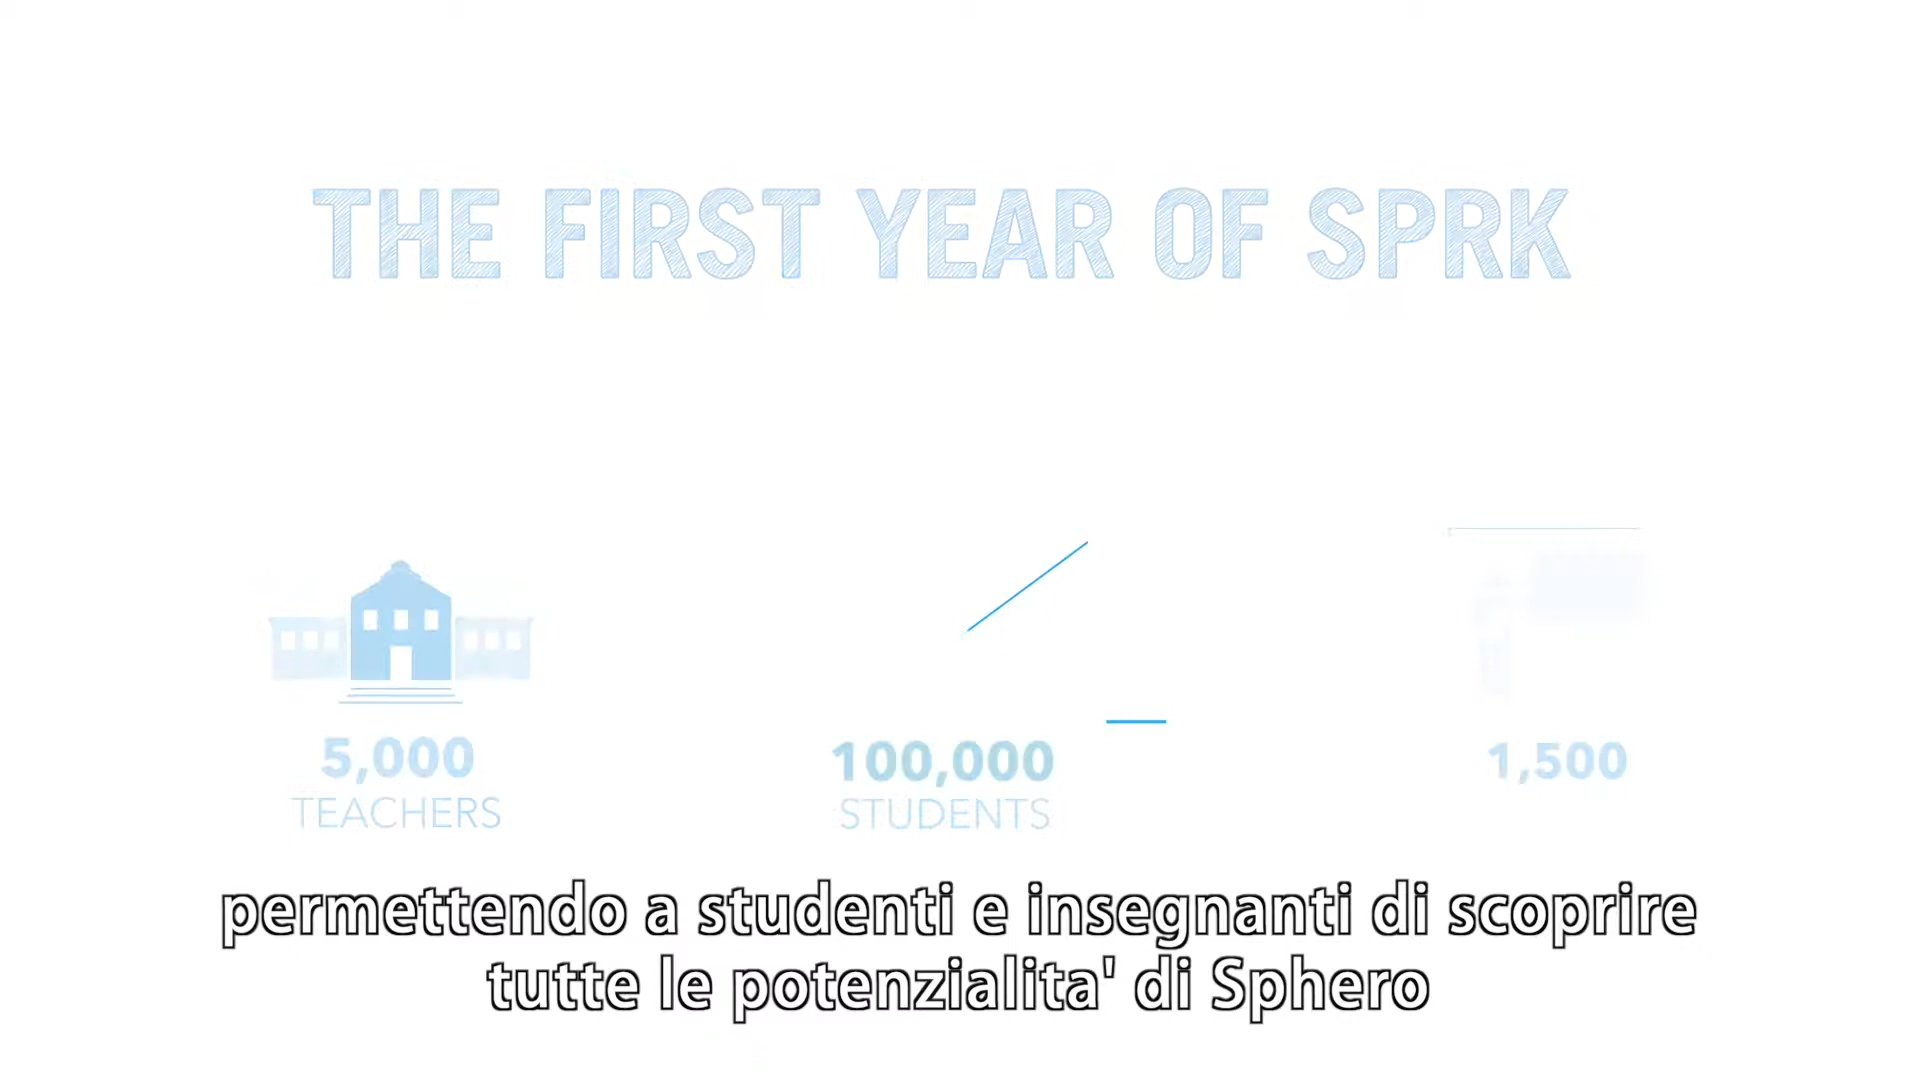 THE FIRST YEAR OF SPRK
5,000
TEACHERS
100,000
STUDENTS
1,500
permettendo a studenti e insegnanti di scoprire
tutte le potenzialita' di Sphero